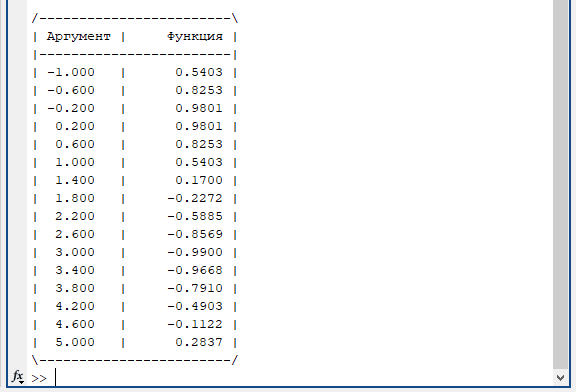 /------------------------\
| Аргумент |     Функция |
|------------------------|
| -1.000   |      0.5403 |
| -0.600   |      0.8253 |
| -0.200   |      0.9801 |
|  0.200   |      0.9801 |
|  0.600   |      0.8253 |
|  1.000   |      0.5403 |
|  1.400   |      0.1700 |
|  1.800   |     -0.2272 |
|  2.200   |     -0.5885 |
|  2.600   |     -0.8569 |
|  3.000   |     -0.9900 |
|  3.400   |     -0.9668 |
|  3.800   |     -0.7910 |
|  4.200   |     -0.4903 |
|  4.600   |     -0.1122 |
|  5.000   |      0.2837 |
\------------------------/
fx >>